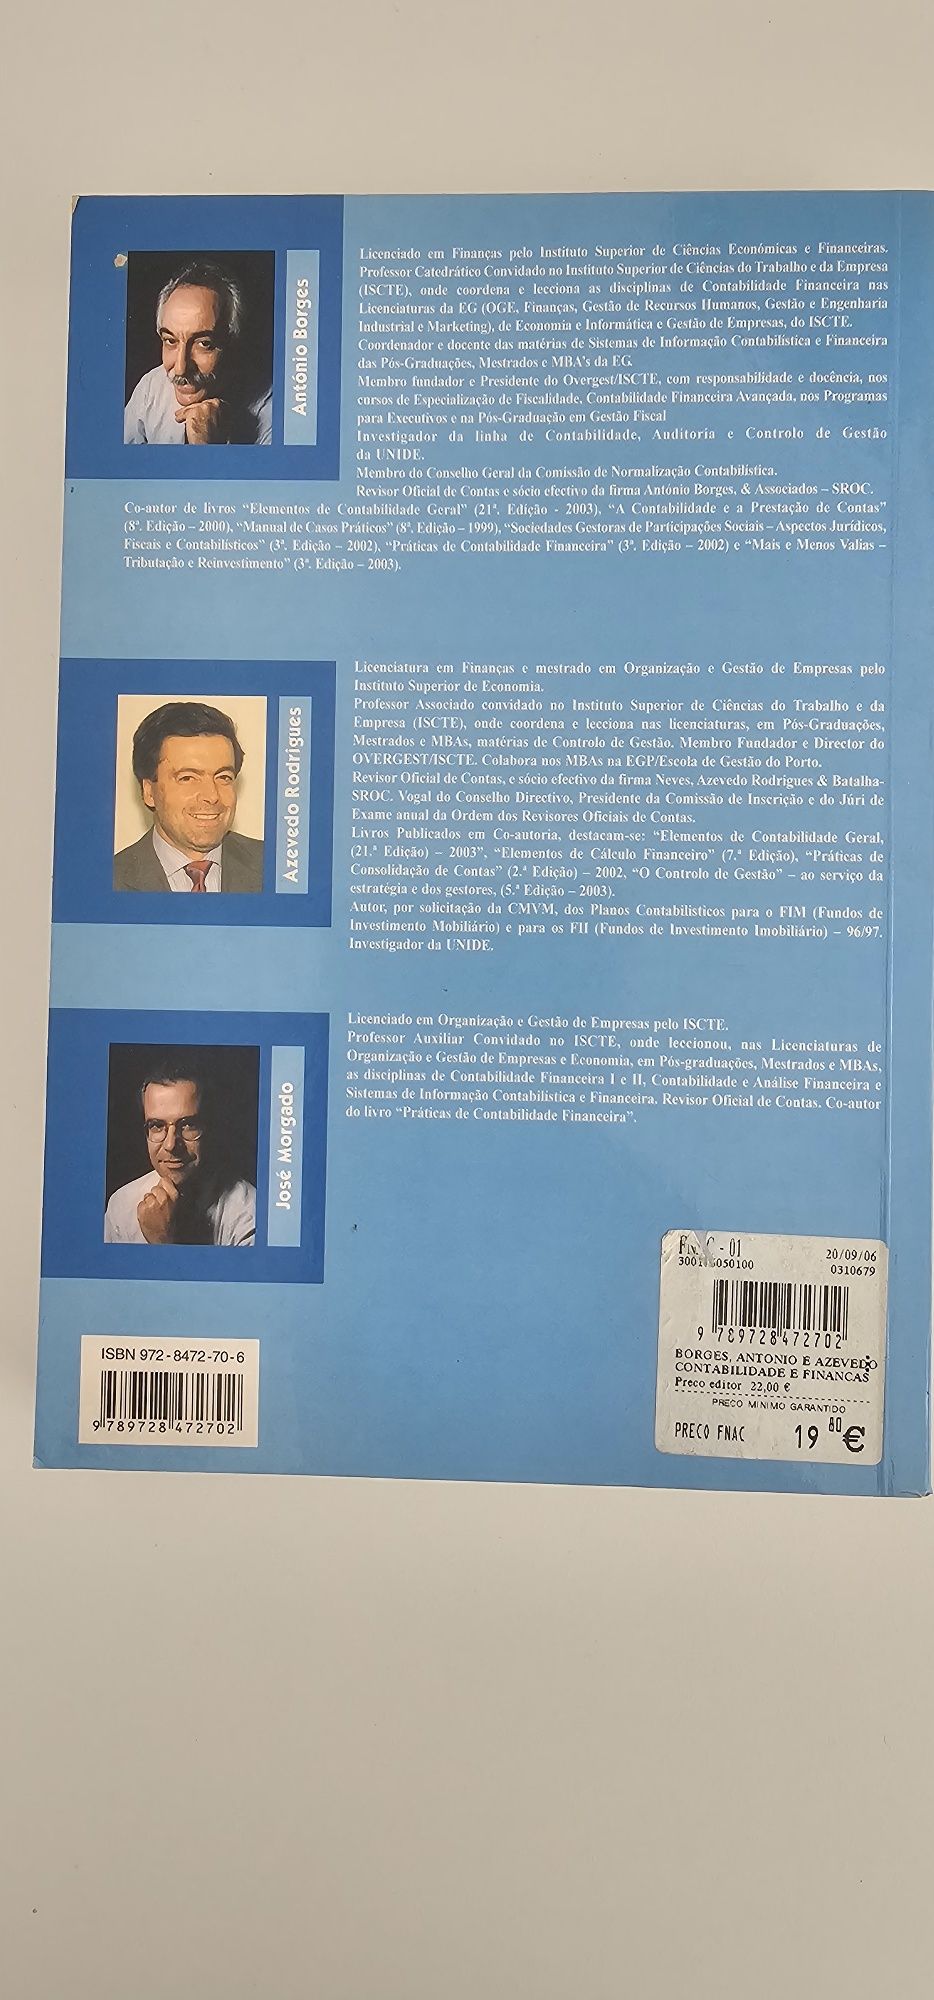 António Borges
Licenciado em Finanças pelo Instituto Superior de Ciências Económicas e Financeiras.
Professor Catedrático Convidado no Instituto Superior de Ciências do Trabalho e da Empresa
(ISCTE), onde coordena e lecciona as disciplinas de Contabilidade Financeira nas
Licenciaturas da EG (OGE, Finanças, Gestão de Recursos Humanos, Gestão e Engenharia
Industrial e Marketing), de Economia e Informática e Gestão de Empresas, do ISCTE.
Coordenador e docente das matérias de Sistemas de Informação Contabilística e Financeira
das Pós-Graduações, Mestrados e MBA's da EG.
Membro fundador e Presidente do Overgest/ISCTE, com responsabilidade e docência, nos
cursos de Especialização de Fiscalidade, Contabilidade Financeira Avançada, nos Programas
para Executivos e na Pós-Graduação em Gestão Fiscal
Investigador da linha de Contabilidade, Auditoria e Controlo de Gestão
da UNIDE.
Membro do Conselho Geral da Comissão de Normalização Contabilística.
Revisor Oficial de Contas e sócio efectivo da firma António Borges, & Associados – SROC.
Co-autor de livros “Elementos de Contabilidade Geral” (21ª. Edição - 2003), “A Contabilidade e a Prestação de Contas”
(8ª. Edição – 2000), “Manual de Casos Práticos” (8ª. Edição – 1999), “Sociedades Gestoras de Participações Sociais – Aspectos Jurídicos,
Fiscais e Contabilísticos” (3ª. Edição – 2002), “Práticas de Contabilidade Financeira” (3ª. Edição – 2002) e “Mais e Menos Valias –
Tributação e Reinvestimento” (3ª. Edição – 2003).
Azevedo Rodrigues
Licenciatura em Finanças e mestrado em Organização e Gestão de Empresas pelo
Instituto Superior de Economia.
Professor Associado convidado no Instituto Superior de Ciências do Trabalho e da
Empresa (ISCTE), onde coordena e lecciona nas licenciaturas, em Pós-Graduações,
Mestrados e MBAs, matérias de Controlo de Gestão. Membro Fundador e Director do
OVERGEST/ISCTE. Colabora nos MBAs na EGP/Escola de Gestão do Porto.
Revisor Oficial de Contas, e sócio efectivo da firma Neves, Azevedo Rodrigues & Batalha-
SROC. Vogal do Conselho Directivo, Presidente da Comissão de Inscrição e do Júri de
Exame anual da Ordem dos Revisores Oficiais de Contas.
Livros Publicados em Co-autoria, destacam-se: “Elementos de Contabilidade Geral,
(21.ª Edição) – 2003”, “Elementos de Cálculo Financeiro” (7.ª Edição), “Práticas de
Consolidação de Contas” (2.ª Edição) – 2002, “O Controlo de Gestão” – ao serviço da
estratégia e dos gestores, (5.ª Edição – 2003).
Autor, por solicitação da CMVM, dos Planos Contabilisticos para o FIM (Fundos de
Investimento Mobiliário) e para os FII (Fundos de Investimento Imobiliário) – 96/97.
Investigador da UNIDE.
José Morgado
Licenciado em Organização e Gestão de Empresas pelo ISCTE.
Professor Auxiliar Convidado no ISCTE, onde leccionou, nas Licenciaturas de
Organização e Gestão de Empresas e Economia, em Pós-graduações, Mestrados e MBAs,
as disciplinas de Contabilidade Financeira I e II, Contabilidade e Análise Financeira e
Sistemas de Informação Contabilística e Financeira. Revisor Oficial de Contas. Co-autor
do livro “Práticas de Contabilidade Financeira”.
- 01
20/09/06
0310679
9 789728 472702
BORGES, ANTONIO E AZEVEDO
CONTABILIDADE E FINANCAS
Preco editor 22,00 €
PRECO MINIMO GARANTIDO
PRECO FNAC 19 80 €
ISBN 972-8472-70-6
9 789728 472702